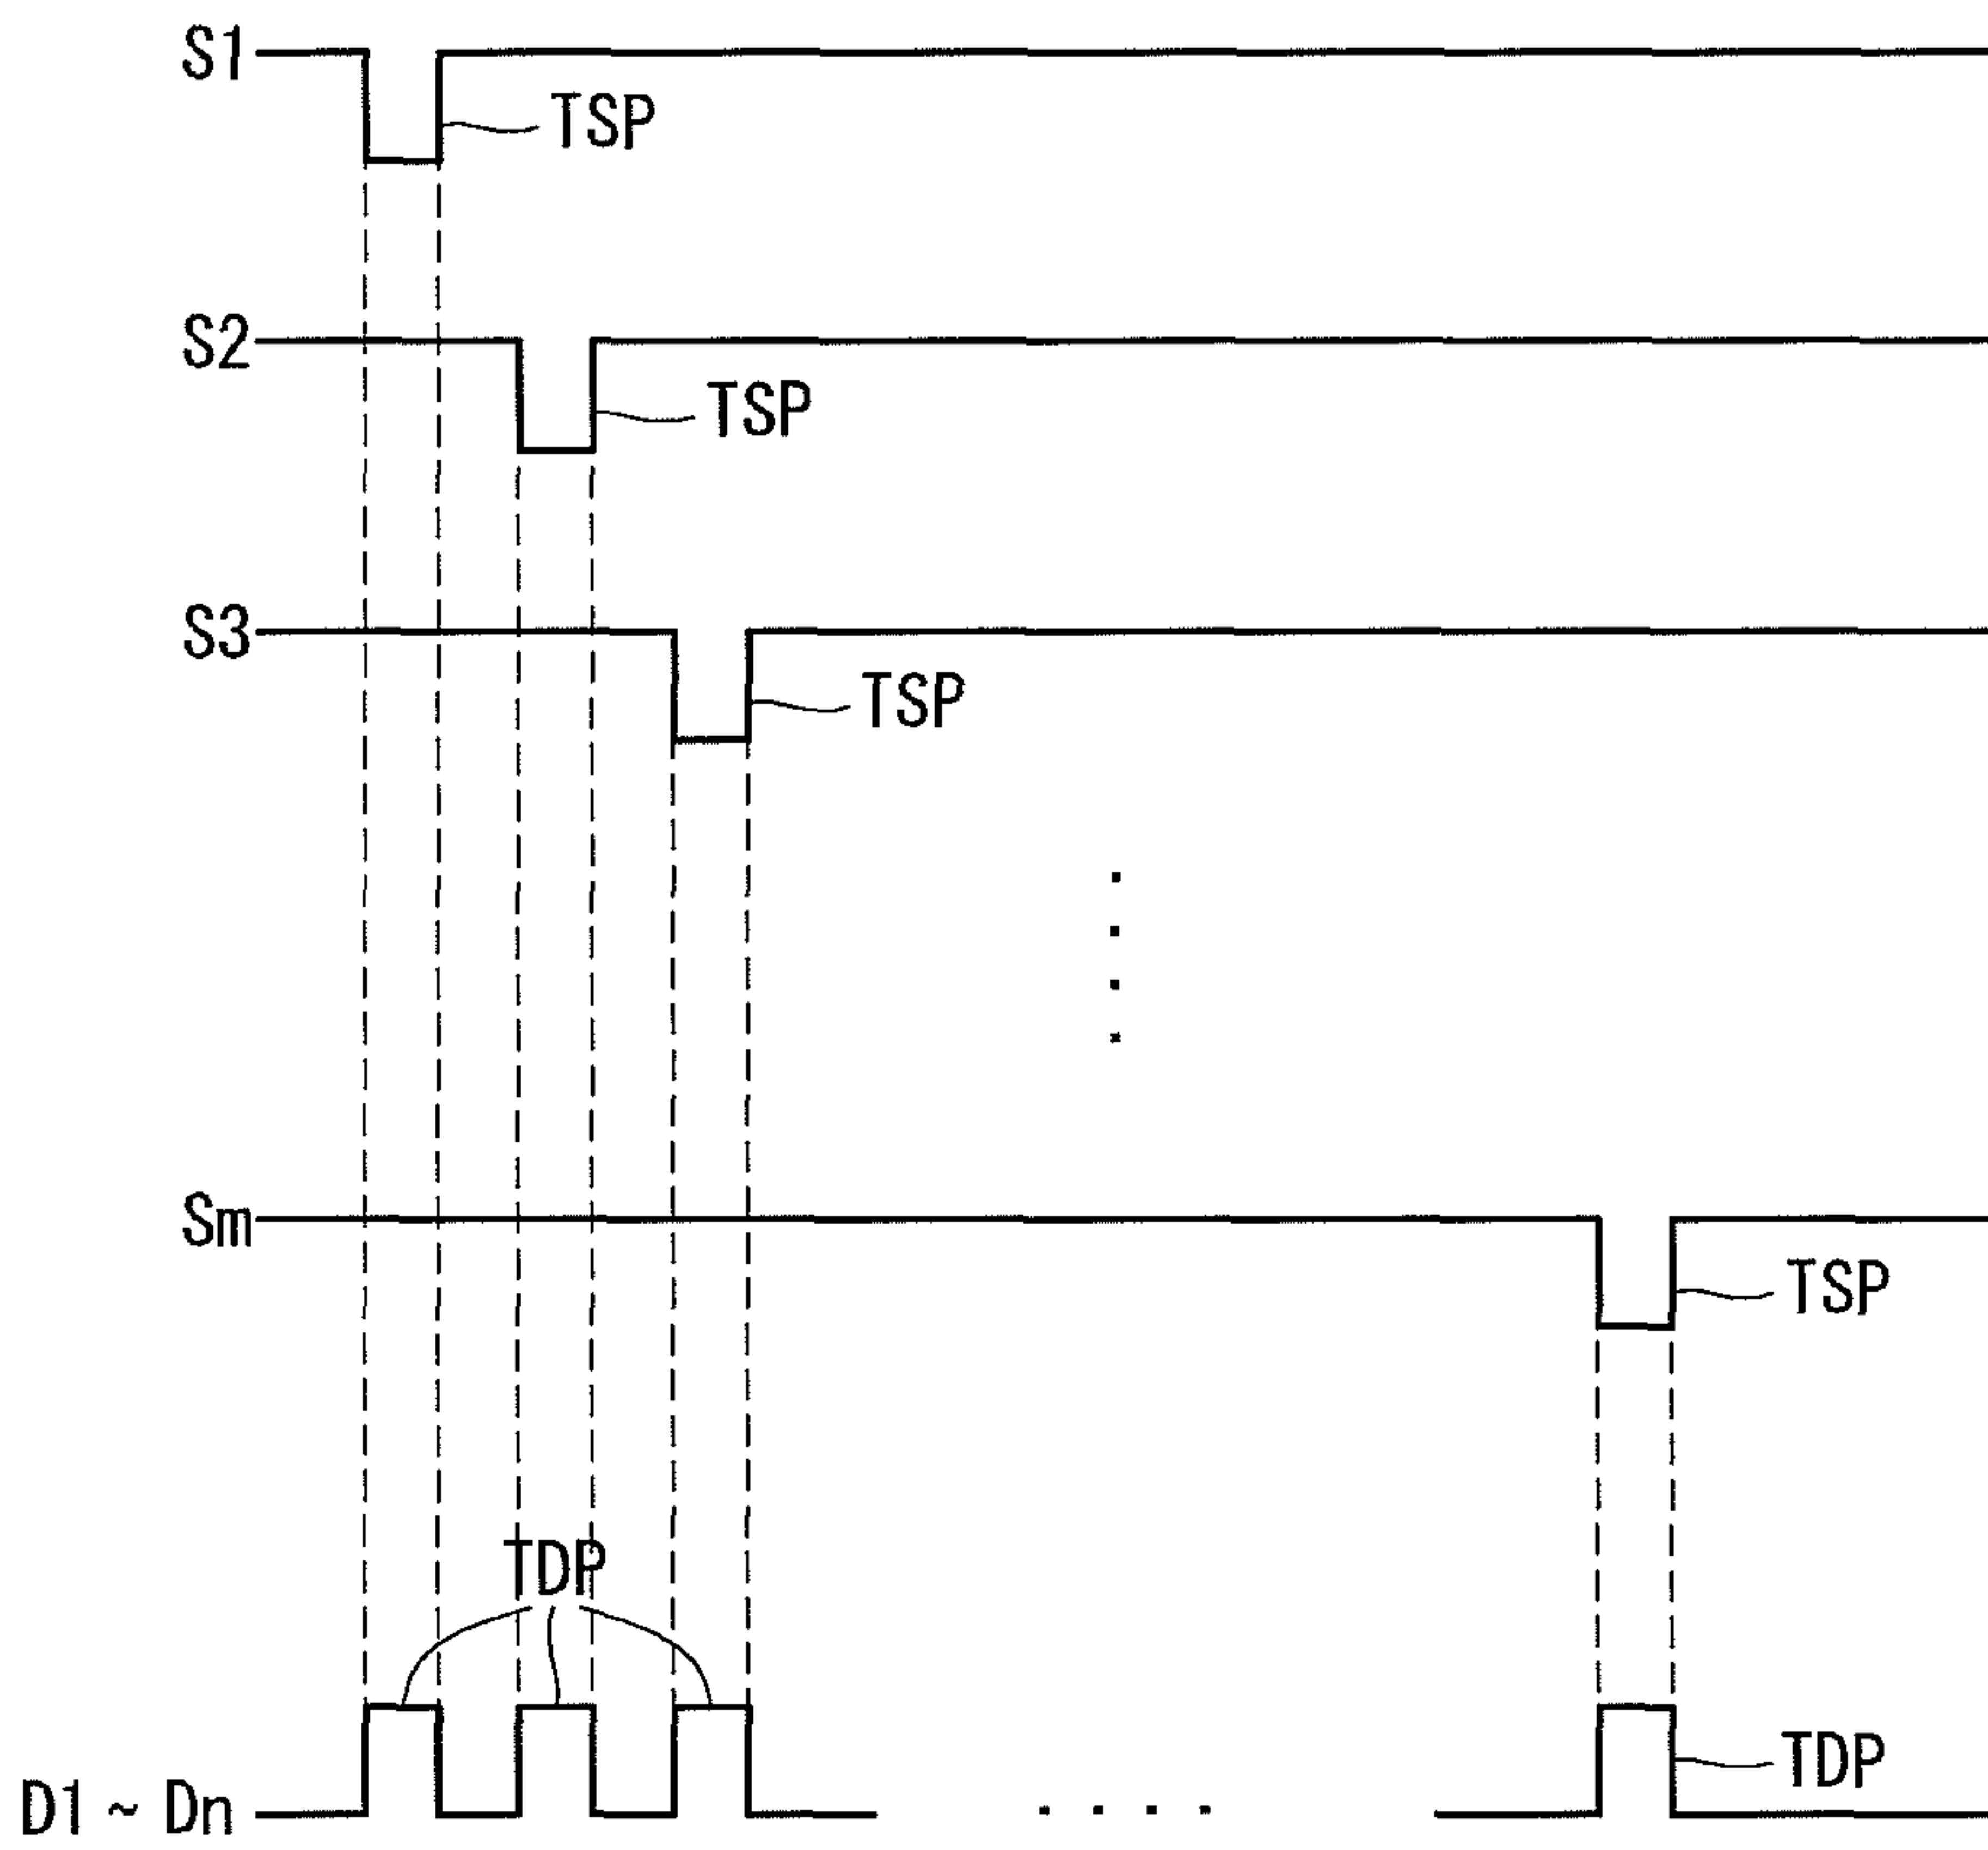 S1
TSP
S2
TSP
S3
TSP
Sm
TSP
TDP
TDP
D1 ~ Dn